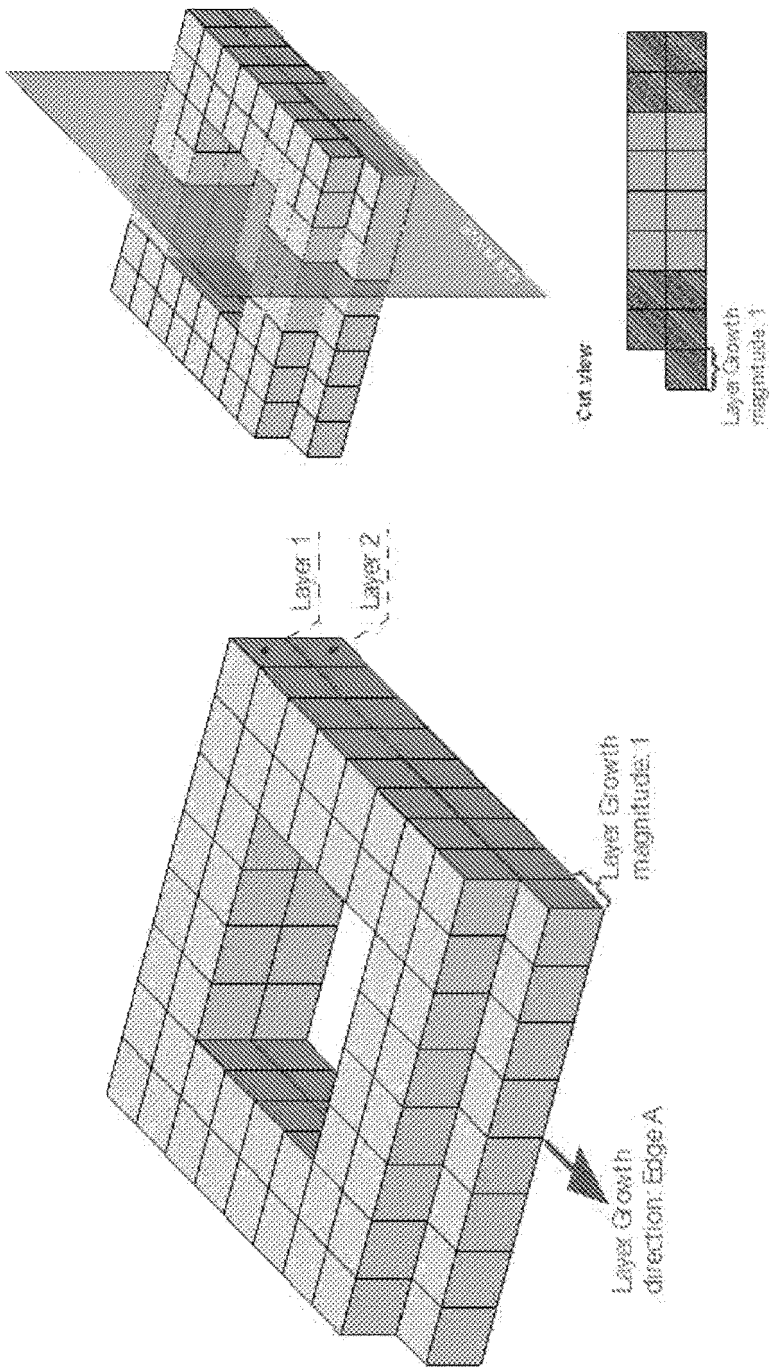 Layer 1
Layer 2
Layer Growth
magnitude: 1
Layer Growth
direction: Edge A
Cut view
Layer Growth
magnitude: 1